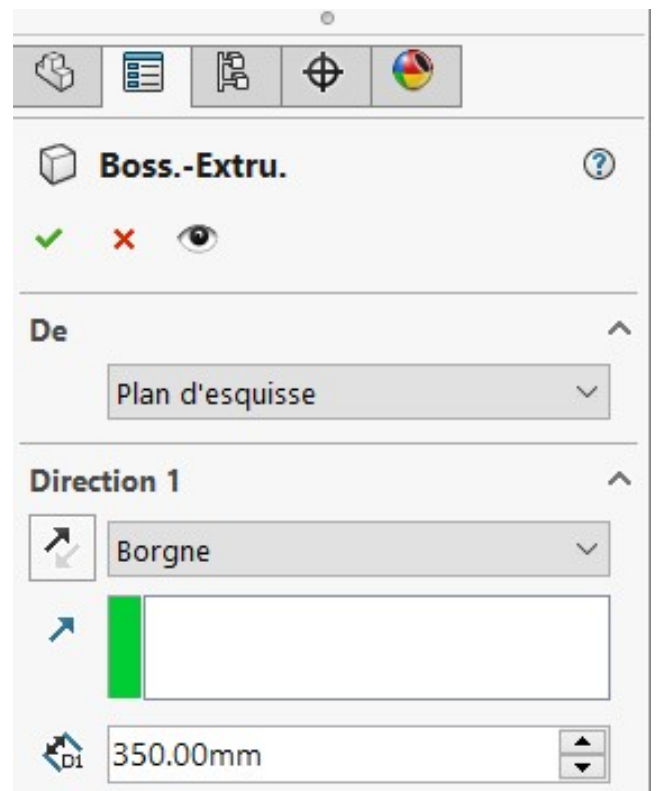 Boss.-Extru.
De
Plan d'esquisse
Direction 1
Borgne
D1
350.00mm